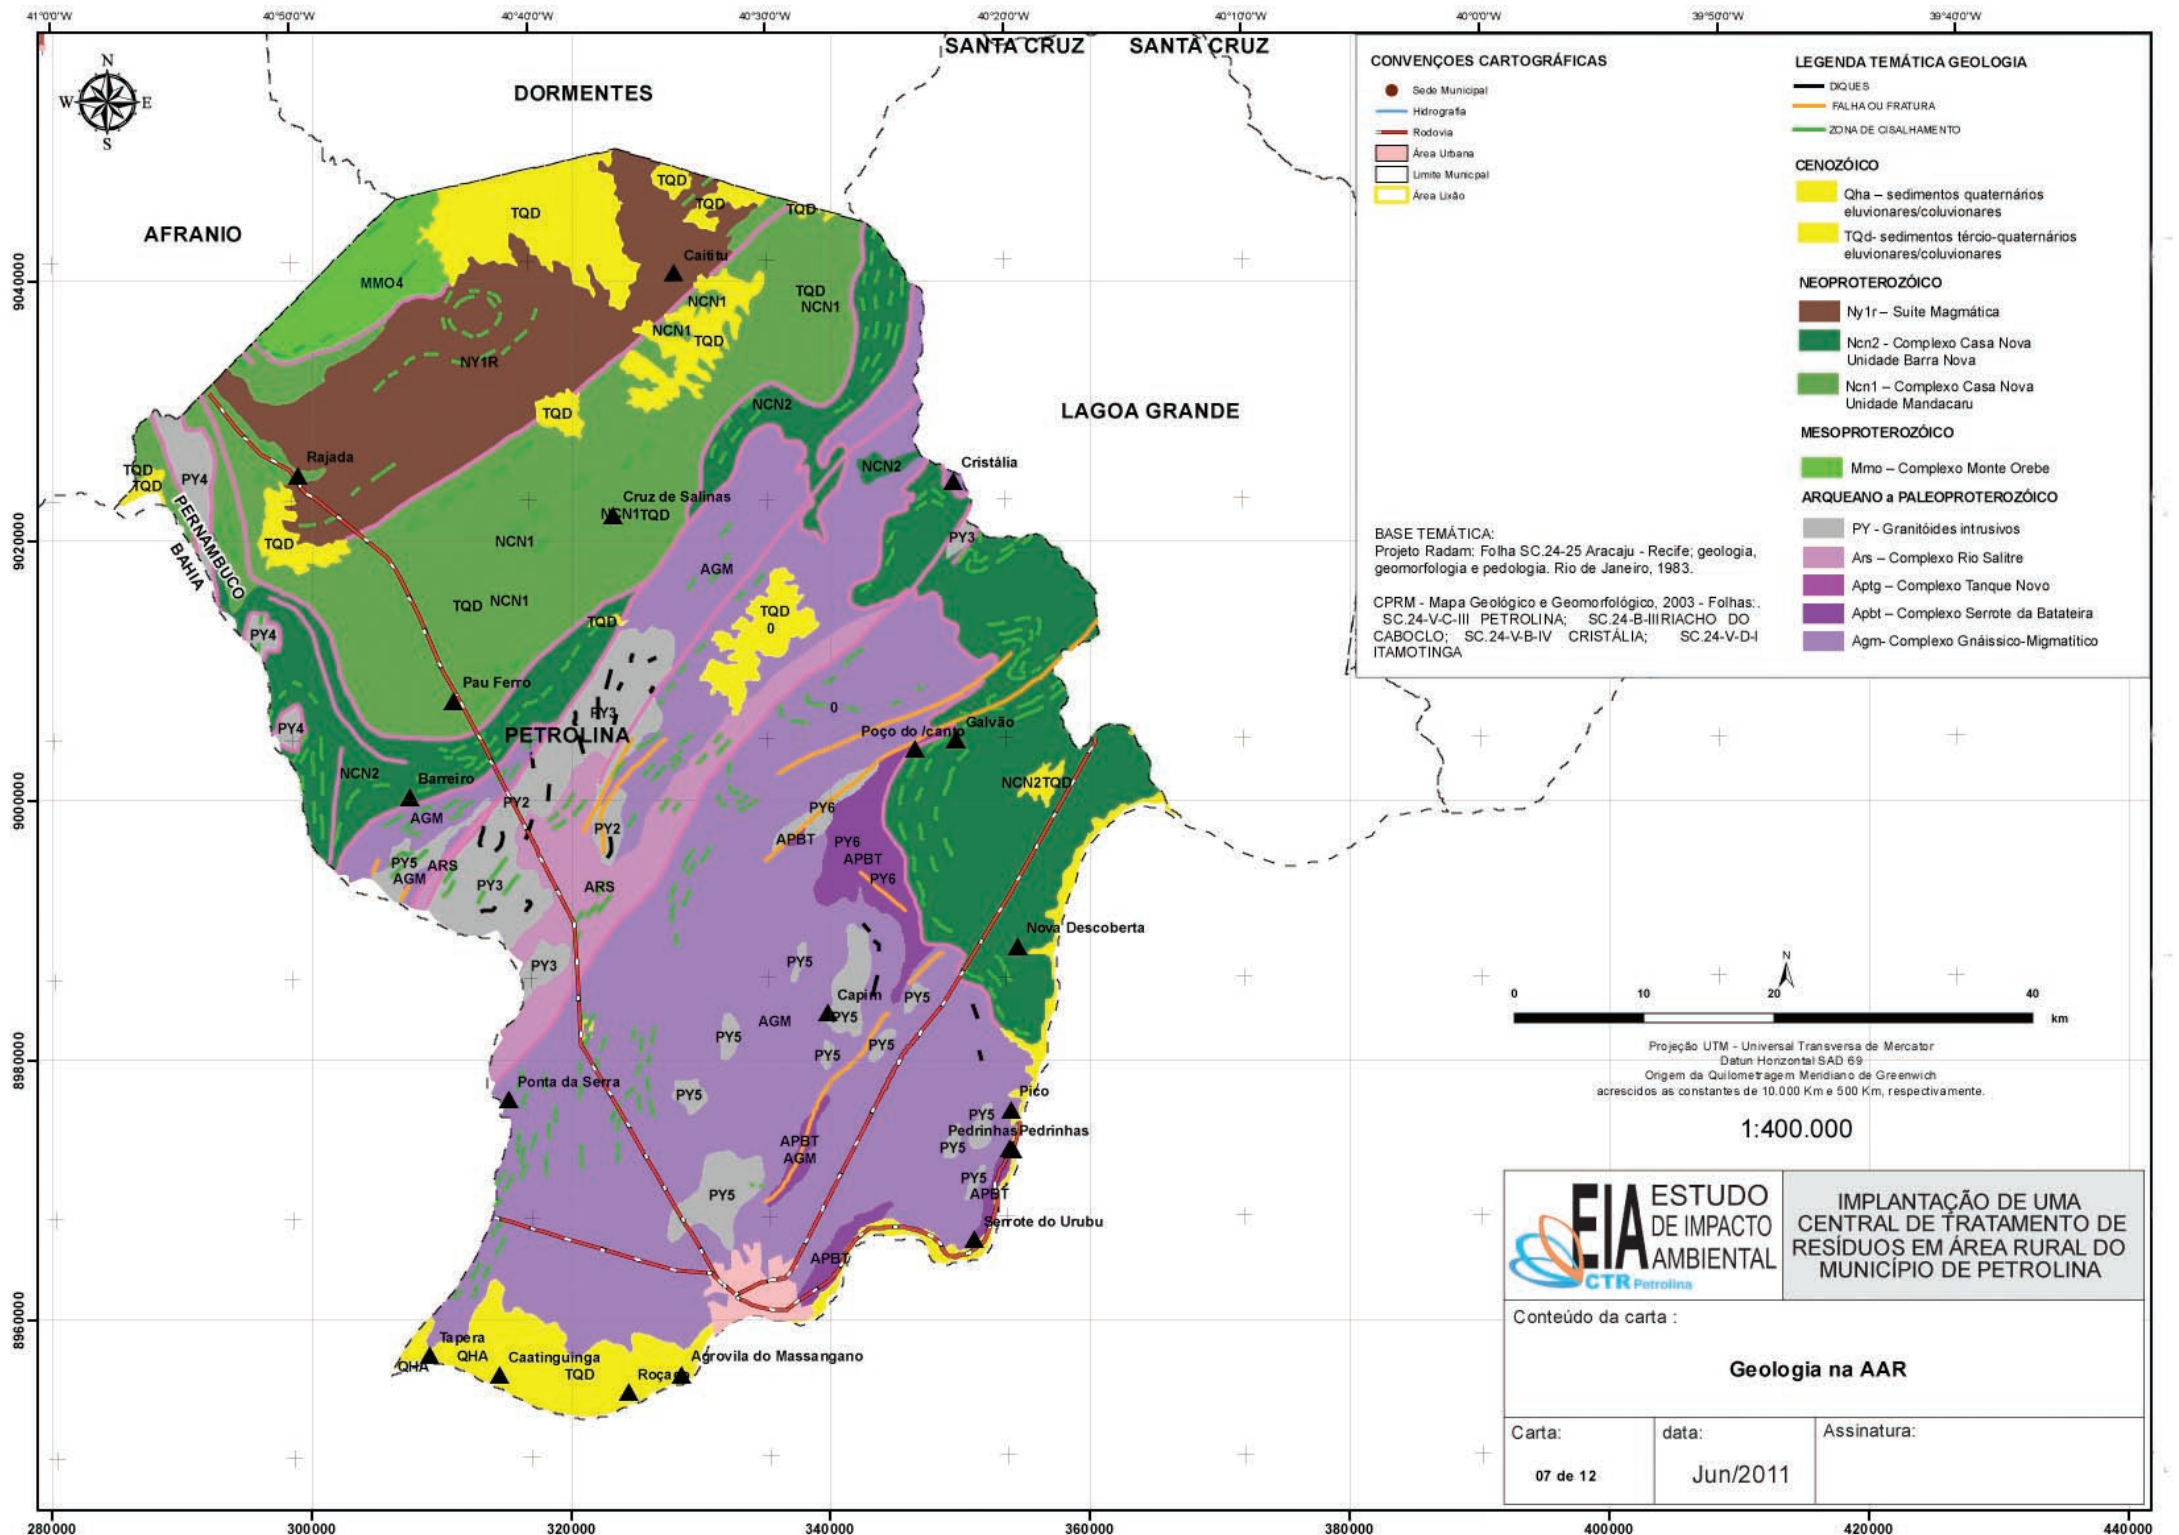 41°0'0"W 40°50'0"W 40°40'0"W 40°30'0"W 40°20'0"W 40°10'0"W 40°0'0"W 39°50'0"W 39°40'0"W
N
W E
S
SANTA CRUZ SANTA CRUZ
DORMENTES
AFRANIO
LAGOA GRANDE
TQD
TQD
TQD
TQD
Caititu
MMO4
NCN1
TQD
NCN1
NCN1
TQD
NY1R
TQD
NCN2
Rajada
TQD
TQD
PY4
NCN2
Cristália
Cruz de Salinas
NCN1TQD
PERNAMBUCO
BAHIA
TQD
NCN1
PY3
AGM
TQD NCN1
TQD
TQD
0
PY4
Pau Ferro
PY3
0
PY4
PETROLINA
Poço do /canto
Galvão
NCN2
Barreiro
NCN2TQD
PY2
AGM
PY6
PY2
APBT
PY6
APBT
PY5
ARS
AGM
PY3
ARS
PY6
Nova Descoberta
PY3
PY5
Capim
PY5
PY5
AGM
PY5
PY5
PY5
Ponta da Serra
PY5
Pico
PY5
PedrinhasPedrinhas
APBT
PY5
AGM
PY5
PY5
APBT
Serrote do Urubu
APBT
Tapera
QHA
QHA
Caatinguinga
TQD
Roça
Agrovila do Massangano
9040000
9020000
9000000
8980000
8960000
280000 300000 320000 340000 360000 380000 400000 420000 440000
CONVENÇOES CARTOGRÁFICAS
Sede Municipal
Hidrografia
Rodovia
Área Urbana
Limite Municpal
Área Lixão
BASE TEMÁTICA:
Projeto Radam: Folha SC.24-25 Aracaju - Recife; geologia,
geomorfologia e pedologia. Rio de Janeiro, 1983.
CPRM - Mapa Geológico e Geomorfológico, 2003 - Folhas:.
SC.24-V-C-III PETROLINA; SC.24-B-IIIRIACHO DO
CABOCLO; SC.24-V-B-IV CRISTÁLIA; SC.24-V-D-I
ITAMOTINGA
LEGENDA TEMÁTICA GEOLOGIA
DIQUES
FALHA OU FRATURA
ZONA DE CISALHAMENTO
CENOZÓICO
Qha – sedimentos quaternários
eluvionares/coluvionares
TQd- sedimentos tércio-quaternários
eluvionares/coluvionares
NEOPROTEROZÓICO
Ny1r – Suíte Magmática
Ncn2 - Complexo Casa Nova
Unidade Barra Nova
Ncn1 – Complexo Casa Nova
Unidade Mandacaru
MESOPROTEROZÓICO
Mmo – Complexo Monte Orebe
ARQUEANO a PALEOPROTEROZÓICO
PY - Granitóides intrusivos
Ars – Complexo Rio Salitre
Aptg – Complexo Tanque Novo
Apbt – Complexo Serrote da Batateira
Agm- Complexo Gnáissico-Migmatítico
N
0 10 20 40
km
Projeção UTM - Universal Transversa de Mercator
Datun Horizontal SAD 69
Origem da Quilometragem Meridiano de Greenwich
acrescidos as constantes de 10.000 Km e 500 Km, respectivamente.
1:400.000
EIA ESTUDO
DE IMPACTO
AMBIENTAL
CTR Petrolina
IMPLANTAÇÃO DE UMA
CENTRAL DE TRATAMENTO DE
RESÍDUOS EM ÁREA RURAL DO
MUNICÍPIO DE PETROLINA
Conteúdo da carta :
Geologia na AAR
Carta:
07 de 12
data:
Jun/2011
Assinatura: